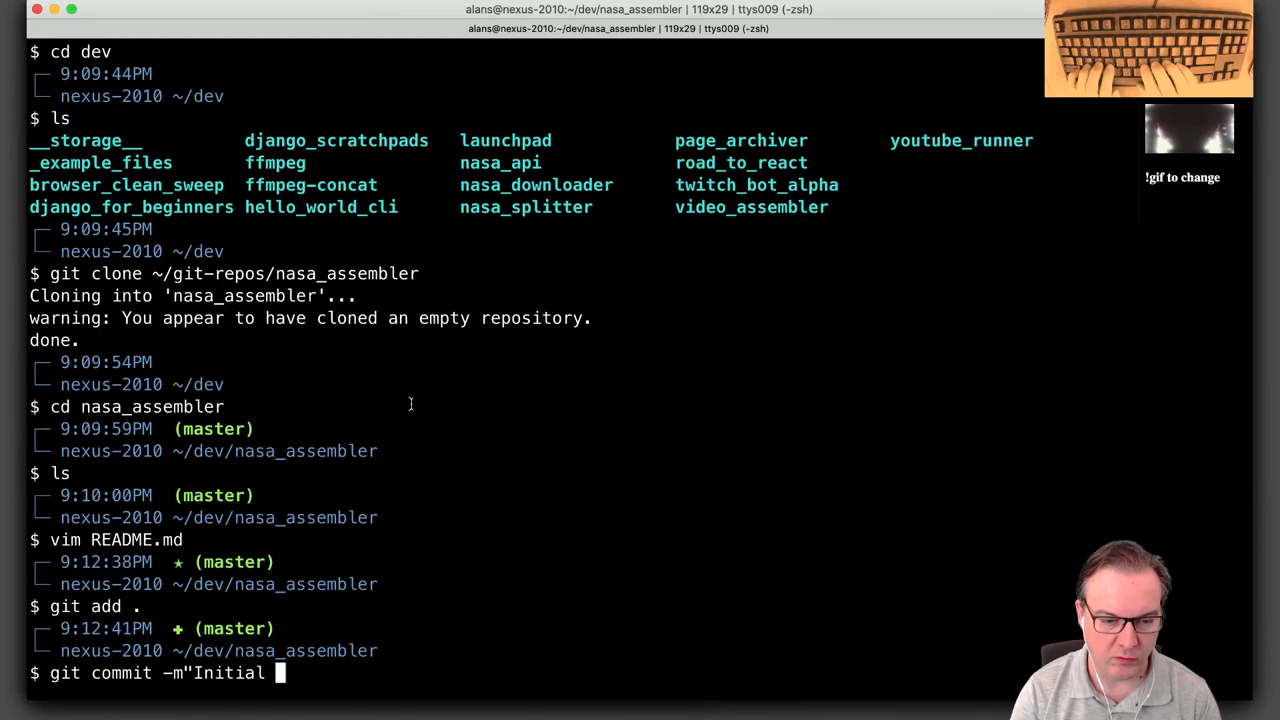 alans@nexus-2010:~/dev/nasa_assembler | 119x29 | ttys009 (-zsh)
alans@nexus-2010:~/dev/nasa_assembler | 119x29 | ttys009 (-zsh)
$ cd dev
9:09:44PM
nexus-2010 ~/dev
$ ls
__storage__ django_scratchpads launchpad page_archiver youtube_runner
_example_files ffmpeg nasa_api road_to_react
browser_clean_sweep ffmpeg-concat nasa_downloader twitch_bot_alpha
django_for_beginners hello_world_cli nasa_splitter video_assembler
!gif to change
9:09:45PM
nexus-2010 ~/dev
$ git clone ~/git-repos/nasa_assembler
Cloning into 'nasa_assembler'...
warning: You appear to have cloned an empty repository.
done.
9:09:54PM
nexus-2010 ~/dev
$ cd nasa_assembler
9:09:59PM (master)
nexus-2010 ~/dev/nasa_assembler
$ ls
9:10:00PM (master)
nexus-2010 ~/dev/nasa_assembler
$ vim README.md
9:12:38PM ★ (master)
nexus-2010 ~/dev/nasa_assembler
$ git add .
9:12:41PM ✚ (master)
nexus-2010 ~/dev/nasa_assembler
$ git commit -m"Initial